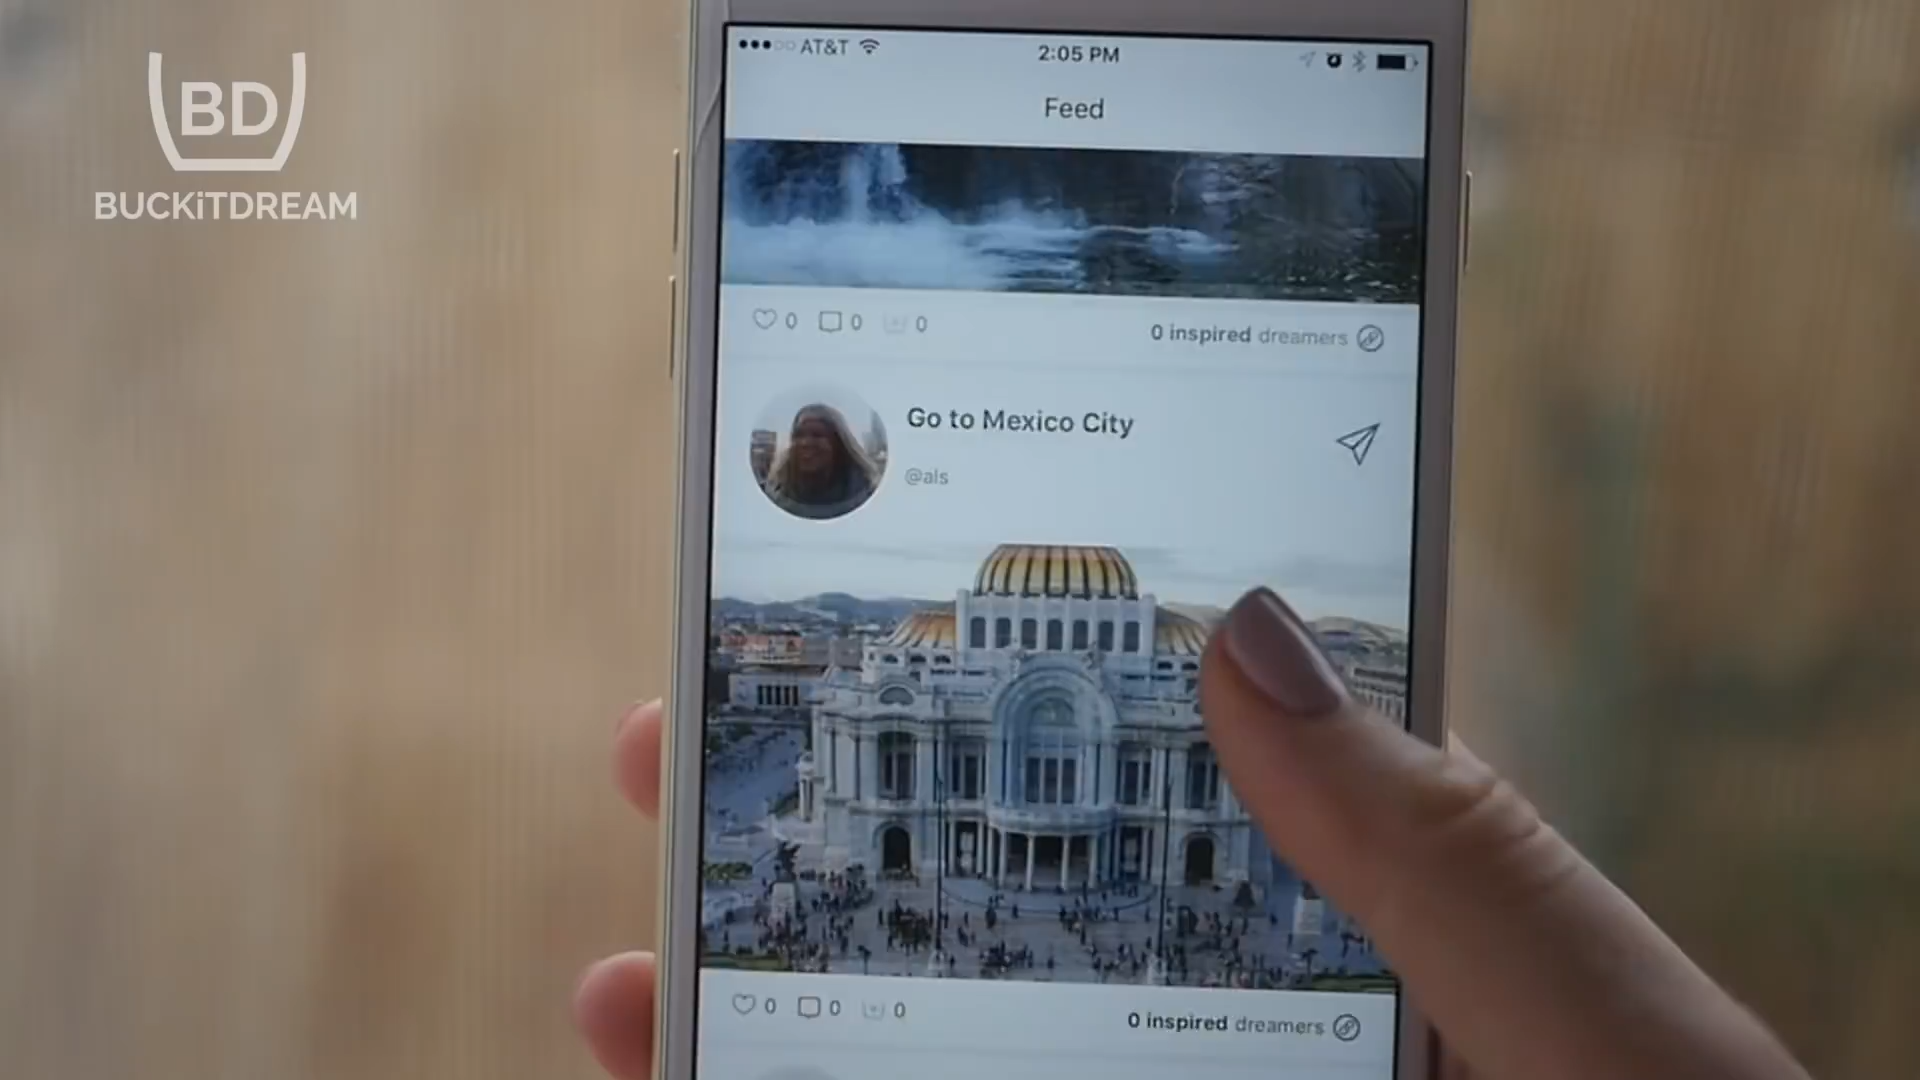 BD
BUCKiTDREAM
AT&T 2:05 PM
Feed
0 0 0 0 inspired dreamers
Go to Mexico City
@als
0 0 0 0 inspired dreamers